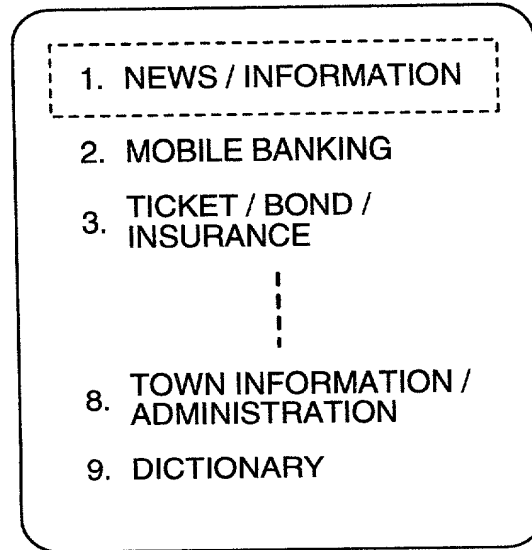 1. NEWS / INFORMATION
2. MOBILE BANKING
3. TICKET / BOND /
INSURANCE
8. TOWN INFORMATION /
ADMINISTRATION
9. DICTIONARY